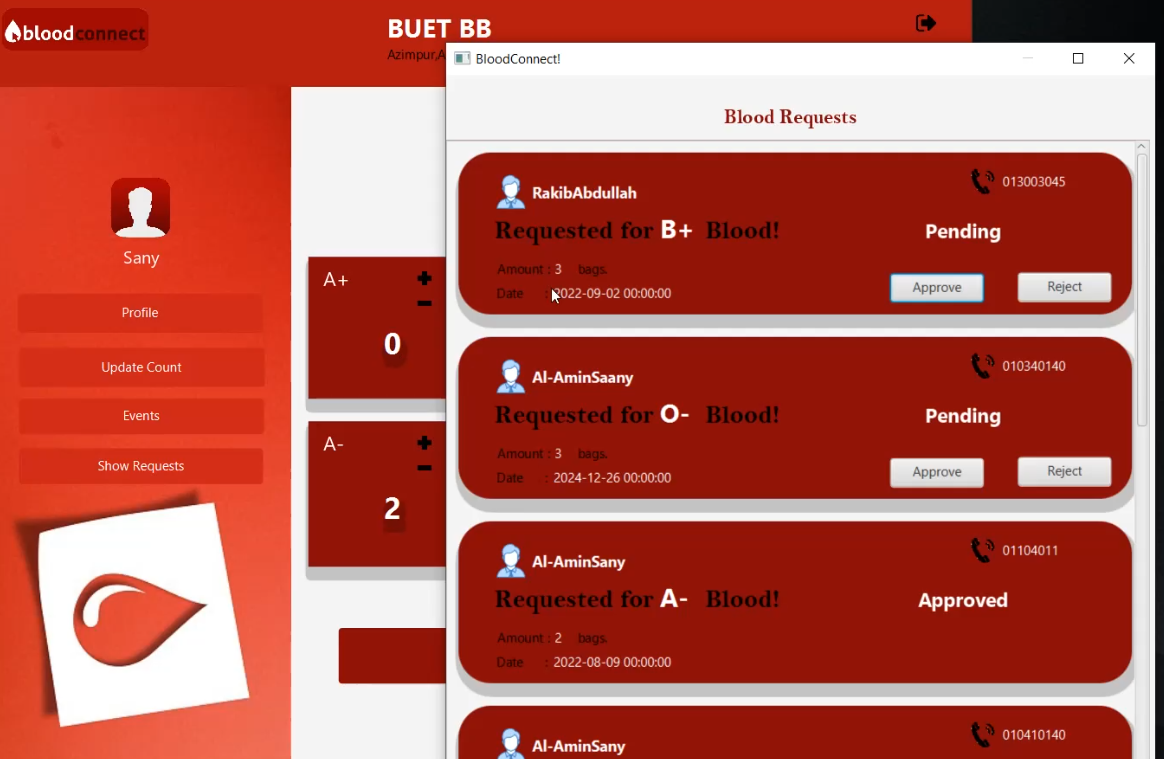 bloodconnect
BUET BB
Azimpur,A
Sany
Profile
Update Count
Events
Show Requests
A+
0
A-
2
BloodConnect!
Blood Requests
RakibAbdullah
013003045
Requested for B+ Blood!
Pending
Amount : 3 bags.
Date : 2022-09-02 00:00:00
Approve
Reject
Al-AminSaany
010340140
Requested for O- Blood!
Pending
Amount : 3 bags.
Date : 2024-12-26 00:00:00
Approve
Reject
Al-AminSany
01104011
Requested for A- Blood!
Approved
Amount : 2 bags.
Date : 2022-08-09 00:00:00
Al-AminSany
010410140